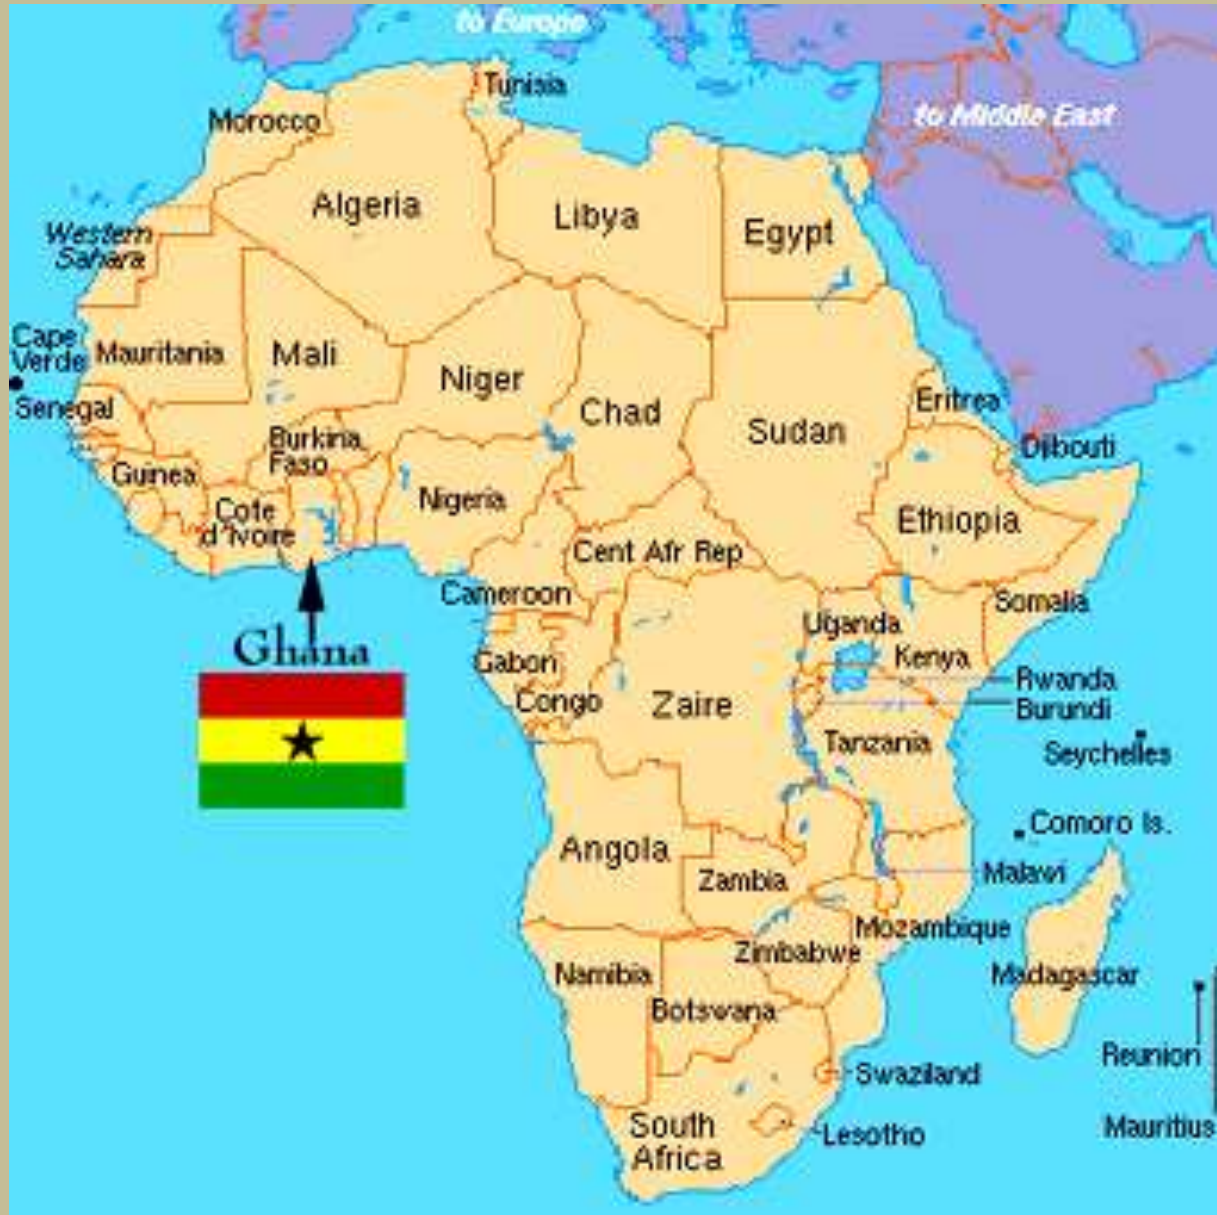 to Europe
to Middle East
Tunisia
Morocco
Algeria
Libya
Egypt
Western
Sahara
Cape
Verde
Mauritania
Mali
Niger
Chad
Sudan
Eritrea
Senegal
Djibouti
Burkina
Faso
Guinea
Nigeria
Cote
d'Ivoire
Ethiopia
Cent Afr Rep
Cameroon
Somalia
Uganda
Ghana
Gabon
Kenya
Rwanda
Congo
Zaire
Burundi
Tanzania
Seychelles
Comoro Is.
Angola
Malawi
Zambia
Mozambique
Zimbabwe
Namibia
Madagascar
Botswana
Reunion
Swaziland
South
Africa
Lesotho
Mauritius